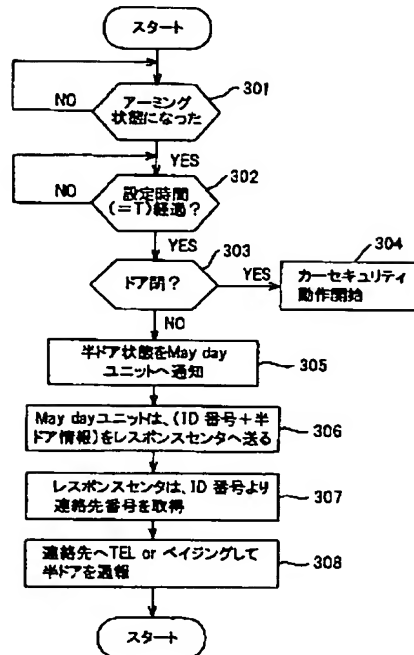 スタート
301
アーミング
状態になった
NO
YES
302
設定時間
(=T)経過?
NO
YES
303
ドア閉?
YES
304
カーセキュリティ
動作開始
NO
半ドア状態をMay day
ユニットへ通知
305
May dayユニットは、(ID 番号+半
ドア情報)をレスポンスセンタへ送る
306
レスポンスセンタは、ID 番号より
連絡先番号を取得
307
連絡先へTEL or ペイジングして
半ドアを通報
308
スタート